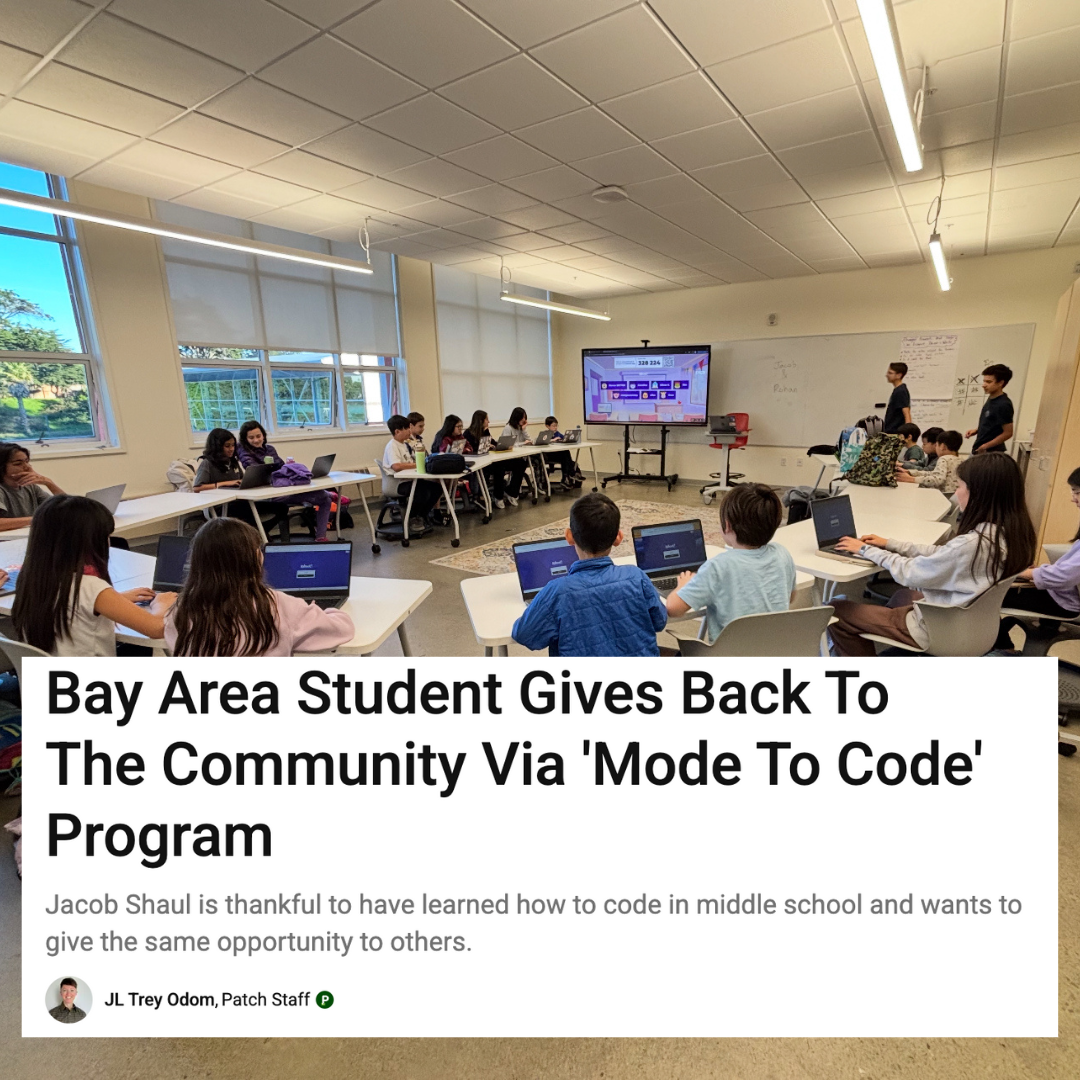 Jacob
Bay Area Student Gives Back To
The Community Via 'Mode To Code'
Program
Jacob Shaul is thankful to have learned how to code in middle school and wants to
give the same opportunity to others.
JL Trey Odom, Patch Staff P